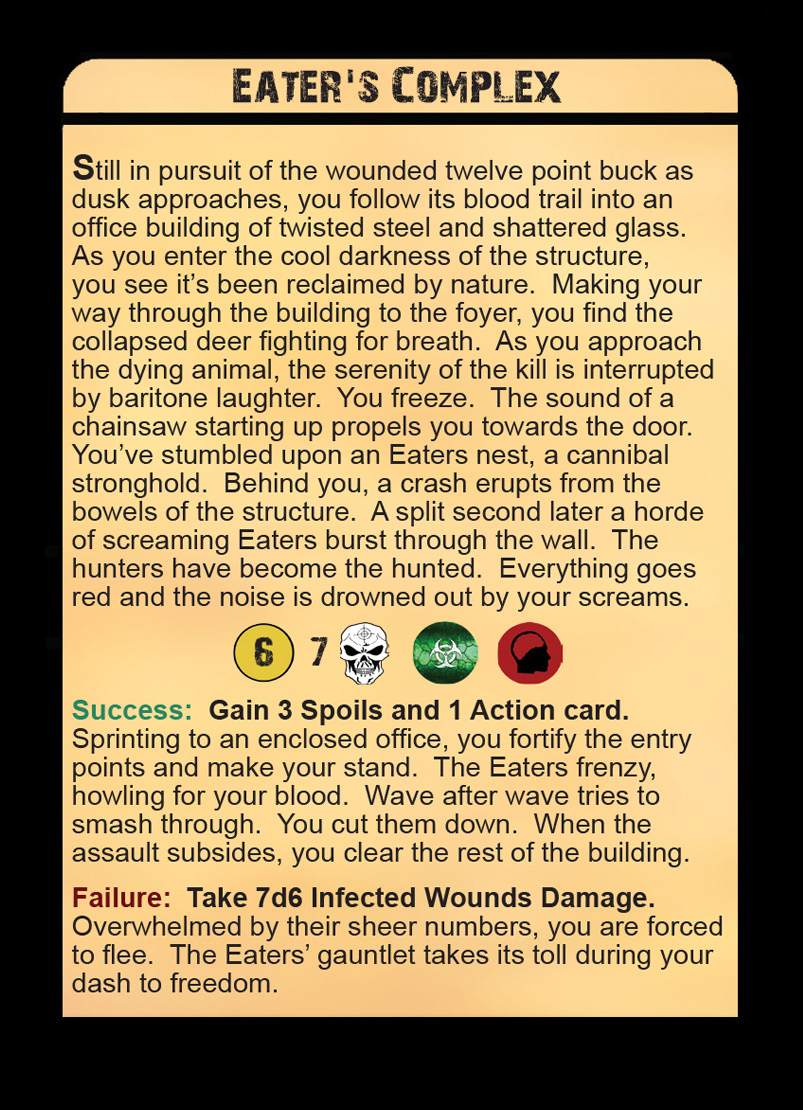 Eater's Complex
Still in pursuit of the wounded twelve point buck as
dusk approaches, you follow its blood trail into an
office building of twisted steel and shattered glass.
As you enter the cool darkness of the structure,
you see it’s been reclaimed by nature.  Making your
way through the building to the foyer, you find the
collapsed deer fighting for breath.  As you approach
the dying animal, the serenity of the kill is interrupted
by baritone laughter.  You freeze.  The sound of a
chainsaw starting up propels you towards the door.
You’ve stumbled upon an Eaters nest, a cannibal
stronghold.  Behind you, a crash erupts from the
bowels of the structure.  A split second later a horde
of screaming Eaters burst through the wall.  The
hunters have become the hunted.  Everything goes
red and the noise is drowned out by your screams.
6 7
Success:  Gain 3 Spoils and 1 Action card.
Sprinting to an enclosed office, you fortify the entry
points and make your stand.  The Eaters frenzy,
howling for your blood.  Wave after wave tries to
smash through.  You cut them down.  When the
assault subsides, you clear the rest of the building.
Failure:  Take 7d6 Infected Wounds Damage.
Overwhelmed by their sheer numbers, you are forced
to flee.  The Eaters’ gauntlet takes its toll during your
dash to freedom.